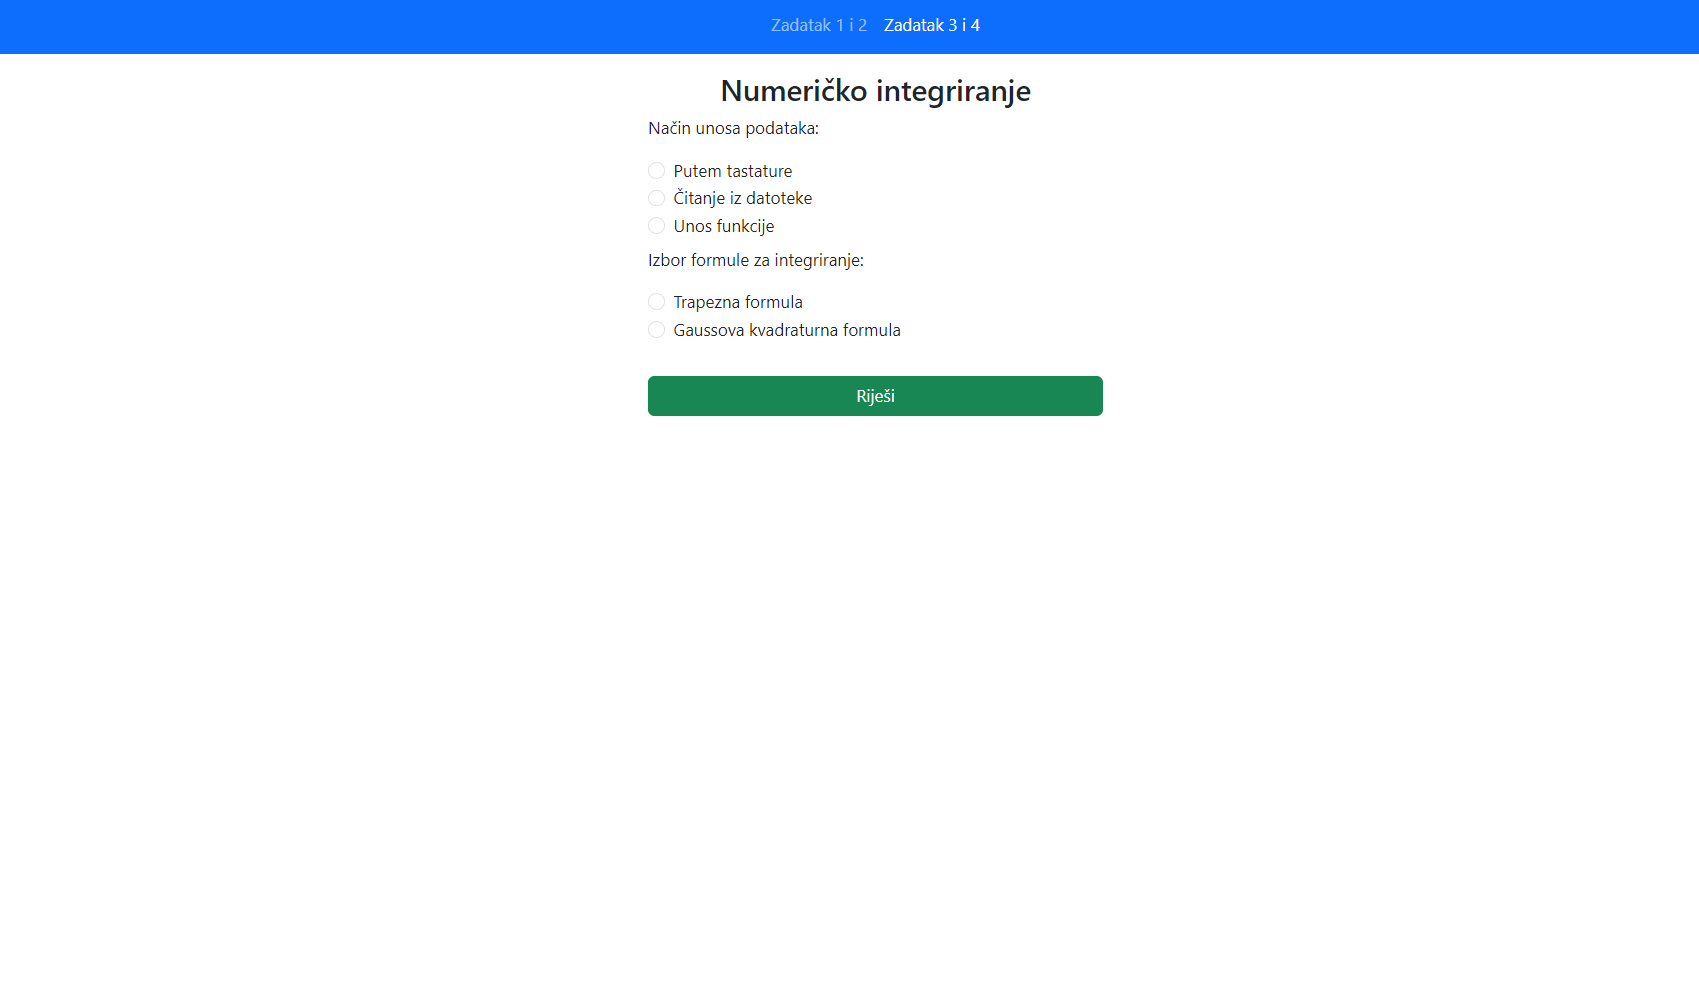 Zadatak 1 i 2 Zadatak 3 i 4
Numeričko integriranje
Način unosa podataka:
Putem tastature
Čitanje iz datoteke
Unos funkcije
Izbor formule za integriranje:
Trapezna formula
Gaussova kvadraturna formula
Riješi